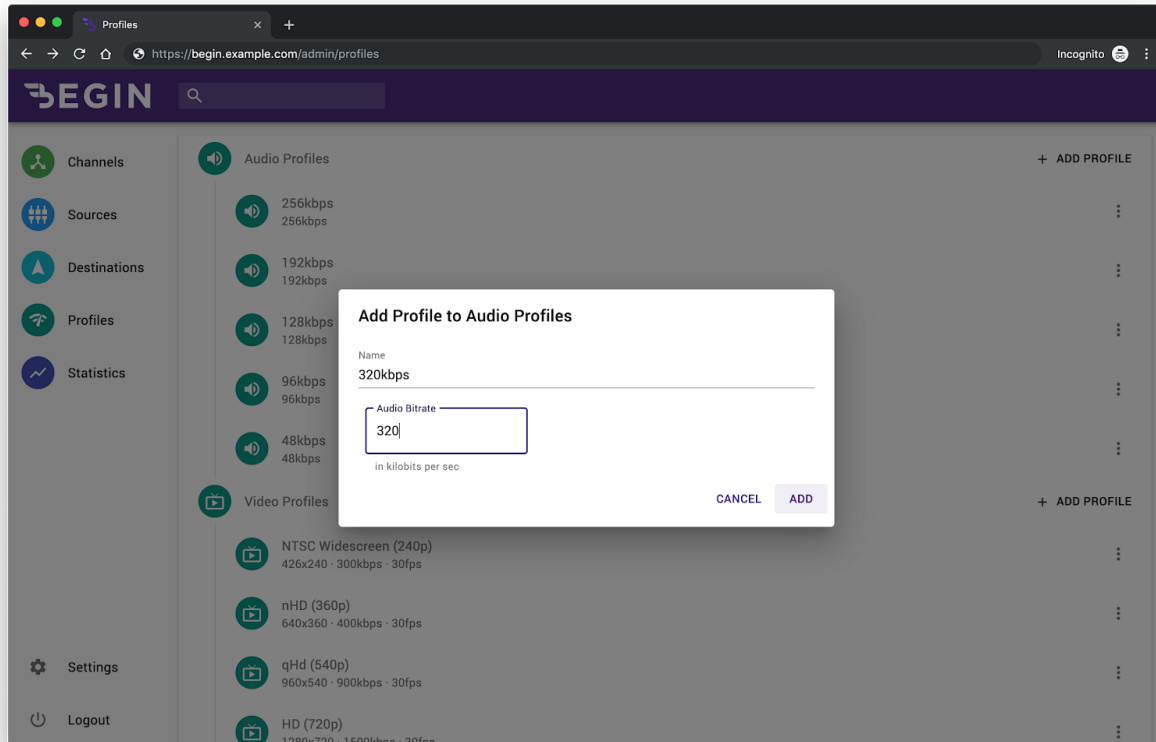 Profiles
https://begin.example.com/admin/profiles
Incognito
BEGIN
Channels
Sources
Destinations
Profiles
Statistics
Settings
Logout
Audio Profiles
+ ADD PROFILE
256kbps
256kbps
192kbps
192kbps
128kbps
128kbps
96kbps
96kbps
48kbps
48kbps
Add Profile to Audio Profiles
Name
320kbps
Audio Bitrate
320
in kilobits per sec
CANCEL
ADD
Video Profiles
+ ADD PROFILE
NTSC Widescreen (240p)
426x240 · 300kbps · 30fps
nHD (360p)
640x360 · 400kbps · 30fps
qHd (540p)
960x540 · 900kbps · 30fps
HD (720p)
1280x720 · 1500kbps · 30fps